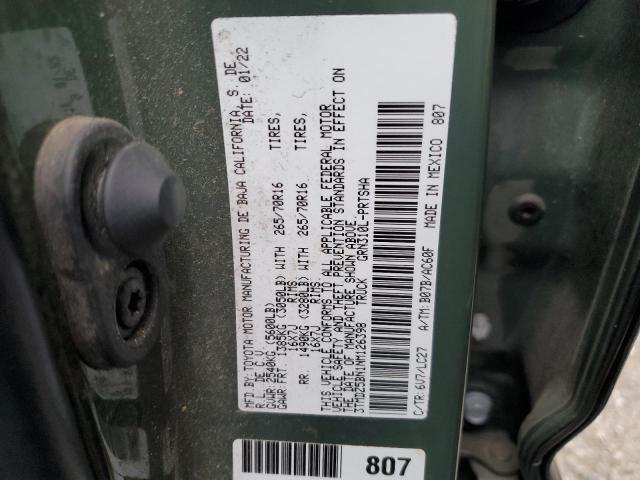 MFD BY: TOYOTA MOTOR MANUFACTURING DE BAJA CALIFORNIA, S. DE
R.L. DE C.V. DATE: 01/22
GVWR: 2540KG (5600LB)
GAWR: FRT. 1385KG (3050LB) WITH 265/70R16 TIRES,
16X7J RIMS
RR. 1490KG (3280LB) WITH 265/70R16 TIRES,
16X7J RIMS
THIS VEHICLE CONFORMS TO ALL APPLICABLE FEDERAL MOTOR
VEHICLE SAFETY AND THEFT PREVENTION STANDARDS IN EFFECT ON
THE DATE OF MANUFACTURE SHOWN ABOVE.
3TMDZ5BN1NM126398 TRUCK GRN310L-PRTSHA
C/TR: 6V7/LC27 A/TM: B07B/AC60F MADE IN MEXICO 807
807